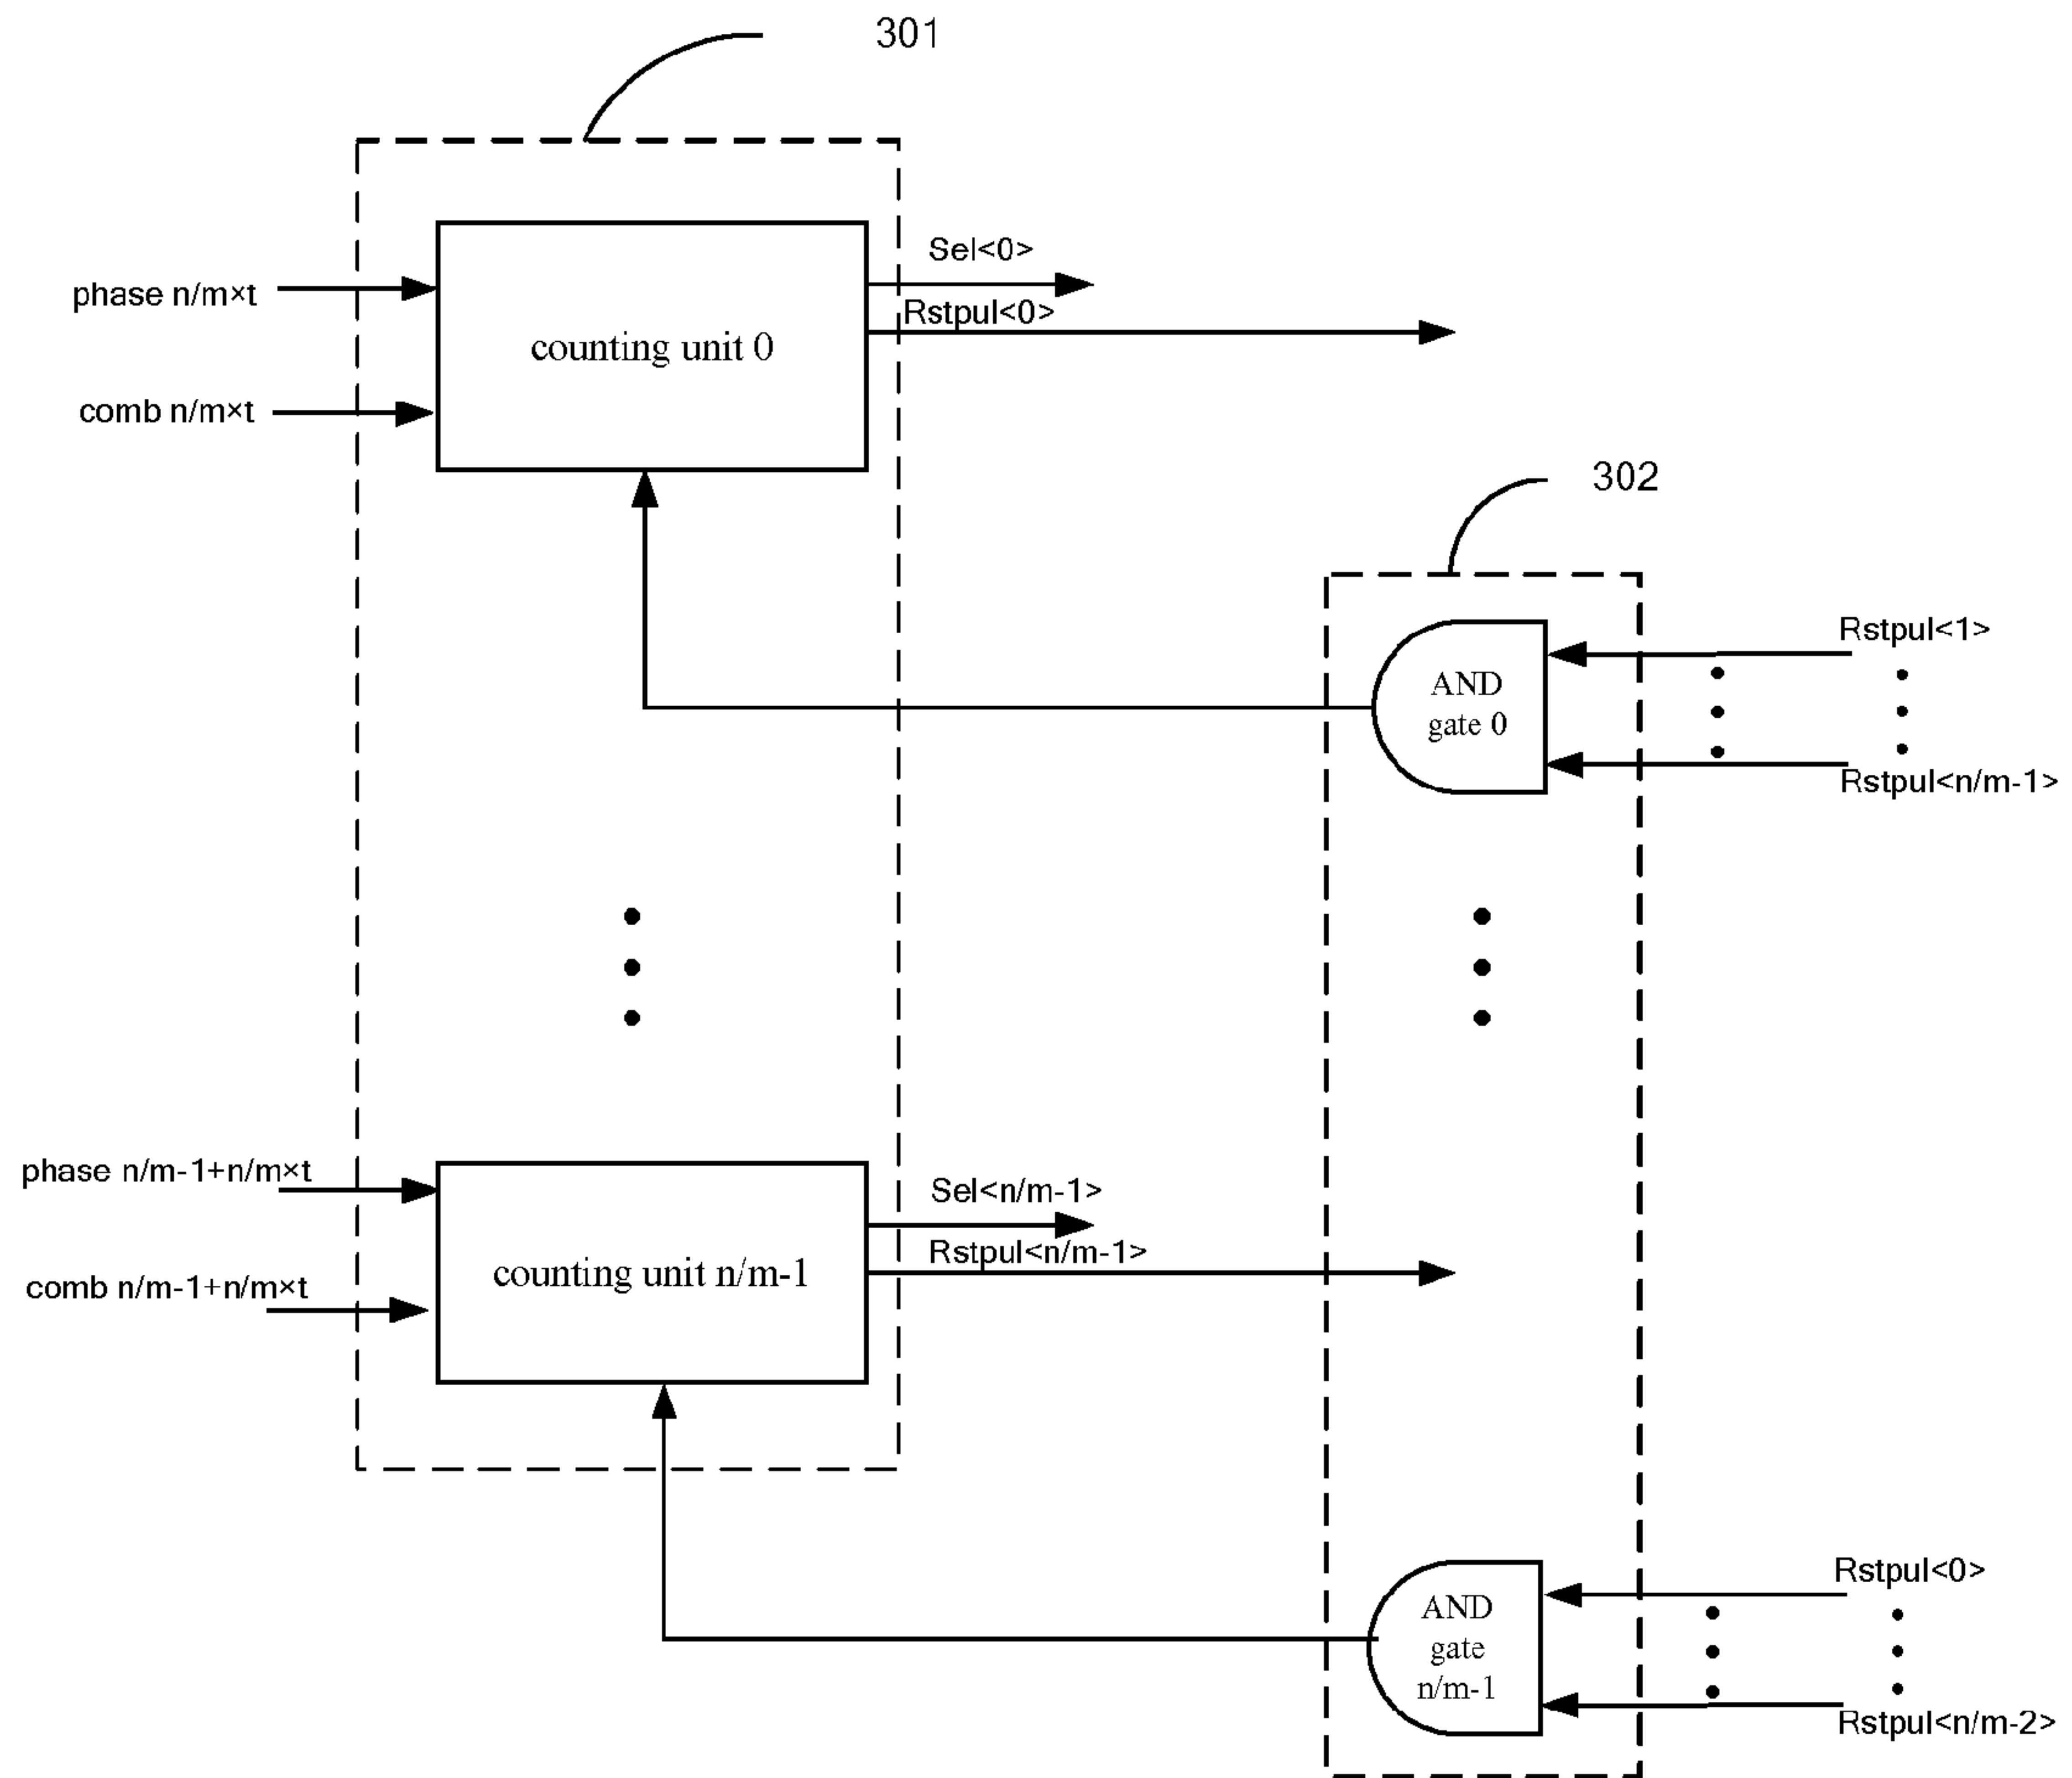 301
Sel<0>
phase n/m×t
Rstpul<0>
counting unit 0
comb n/m×t
302
Rstpul<1>
AND
gate 0
Rstpul<n/m-1>
phase n/m-1+n/m×t
Sel<n/m-1>
Rstpul<n/m-1>
counting unit n/m-1
comb n/m-1+n/m×t
Rstpul<0>
AND
gate
n/m-1
Rstpul<n/m-2>